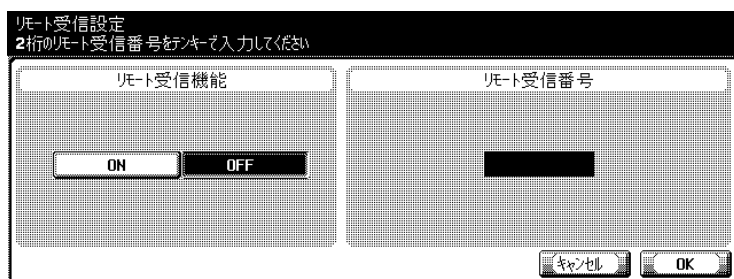 リモート受信設定
2桁のリモート受信番号をテンキーで入力してください
リモート受信機能
リモート受信番号
ON
OFF
キャンセル
OK